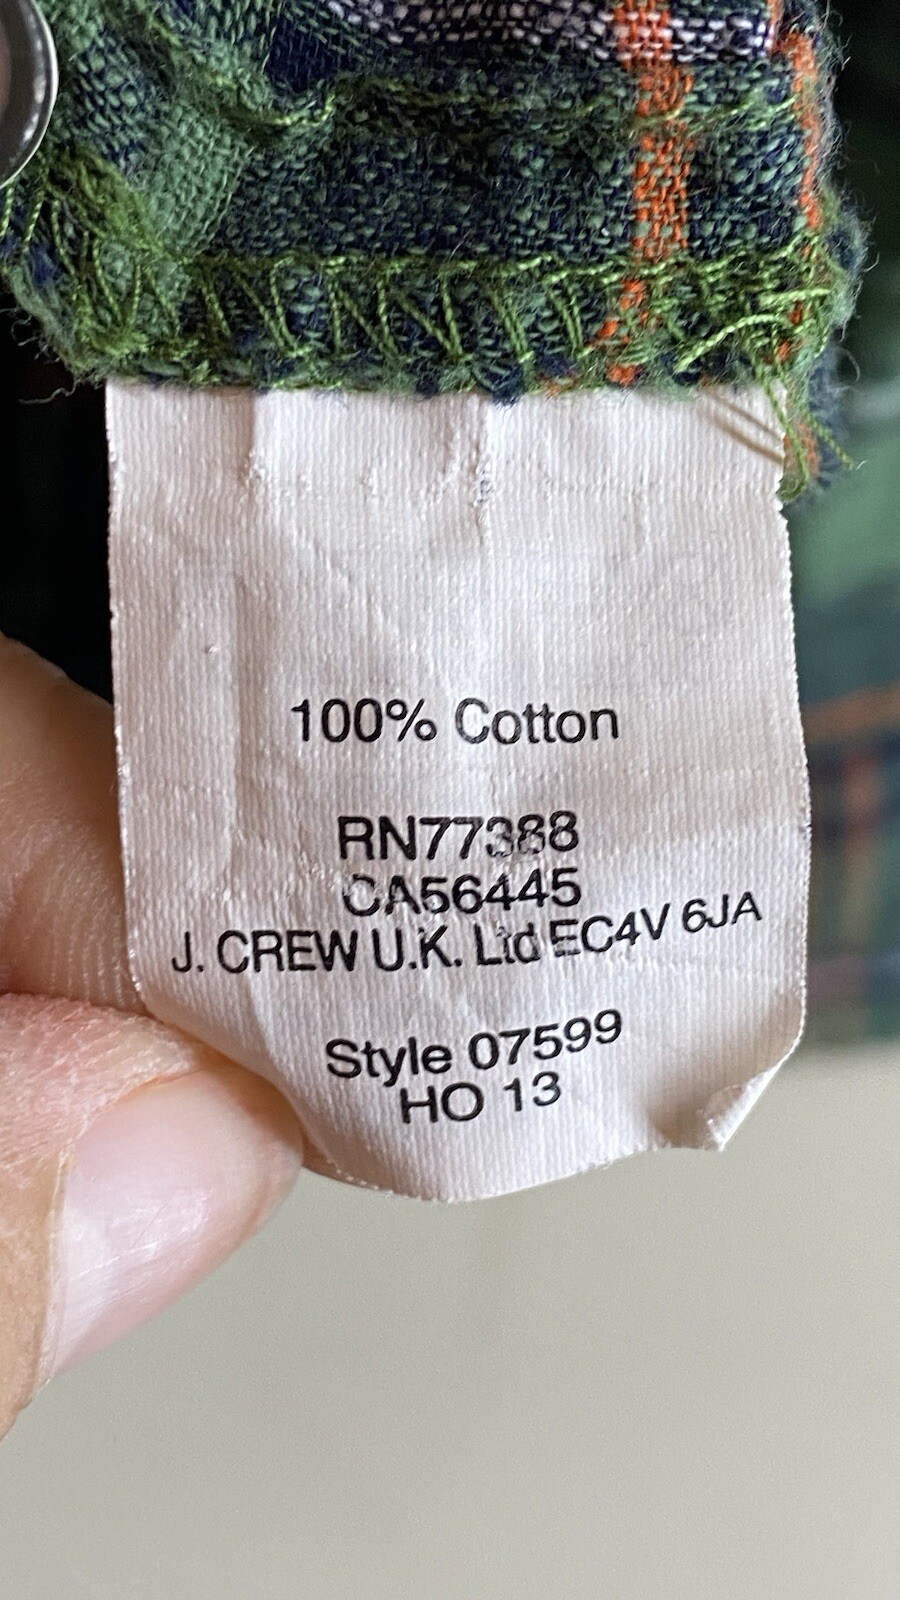 100% Cotton
RN77388
CA56445
J. CREW U.K. Ltd EC4V 6JA
Style 07599
HO 13